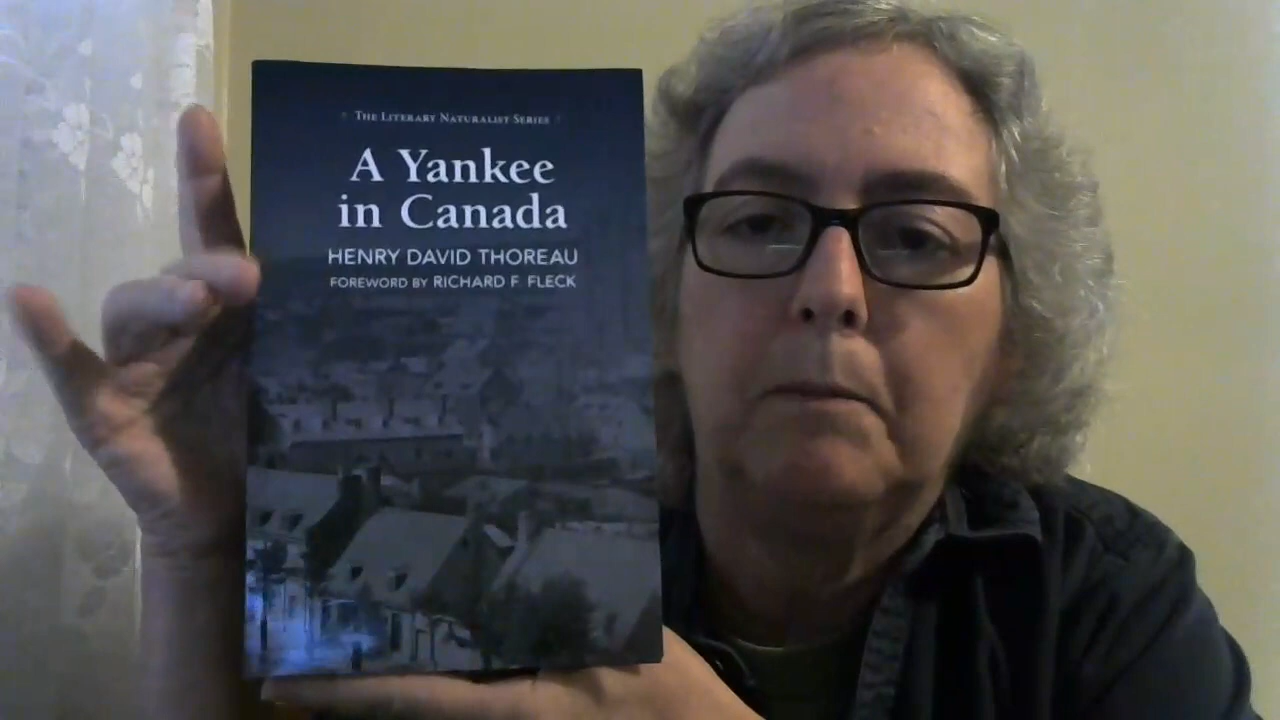 THE LITERARY NATURALIST SERIES
A Yankee
in Canada
HENRY DAVID THOREAU
FOREWORD BY RICHARD F. FLECK